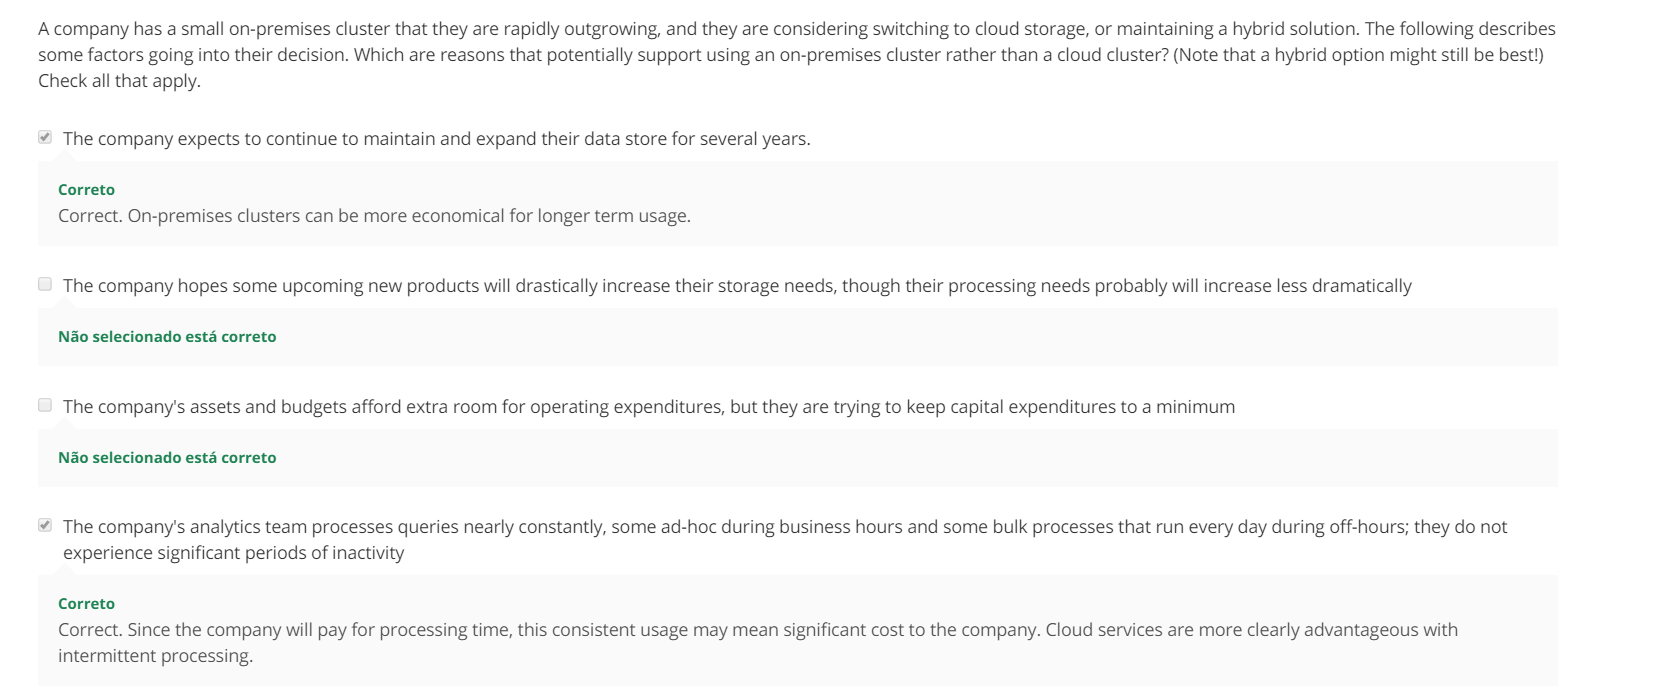 A company has a small on-premises cluster that they are rapidly outgrowing, and they are considering switching to cloud storage, or maintaining a hybrid solution. The following describes
some factors going into their decision. Which are reasons that potentially support using an on-premises cluster rather than a cloud cluster? (Note that a hybrid option might still be best!)
Check all that apply.
The company expects to continue to maintain and expand their data store for several years.
Correto
Correct. On-premises clusters can be more economical for longer term usage.
The company hopes some upcoming new products will drastically increase their storage needs, though their processing needs probably will increase less dramatically
Não selecionado está correto
The company's assets and budgets afford extra room for operating expenditures, but they are trying to keep capital expenditures to a minimum
Não selecionado está correto
The company's analytics team processes queries nearly constantly, some ad-hoc during business hours and some bulk processes that run every day during off-hours; they do not
experience significant periods of inactivity
Correto
Correct. Since the company will pay for processing time, this consistent usage may mean significant cost to the company. Cloud services are more clearly advantageous with
intermittent processing.